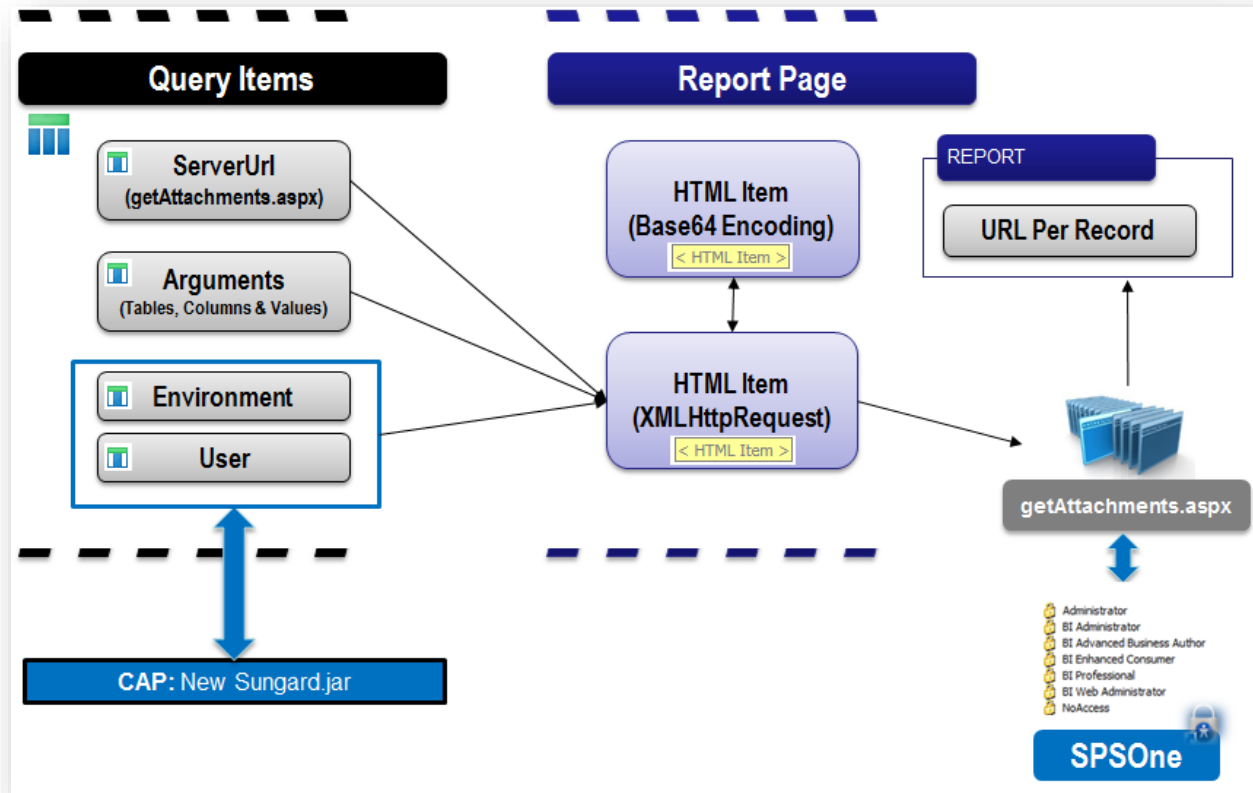 Query Items
Report Page
ServerUrl
(getAttachments.aspx)
Arguments
(Tables, Columns & Values)
Environment
User
CAP: New Sungard.jar
HTML Item
(Base64 Encoding)
< HTML Item >
HTML Item
(XMLHttpRequest)
< HTML Item >
REPORT
URL Per Record
getAttachments.aspx
Administrator
BI Administrator
BI Advanced Business Author
BI Enhanced Consumer
BI Professional
BI Web Administrator
NoAccess
SPSOne